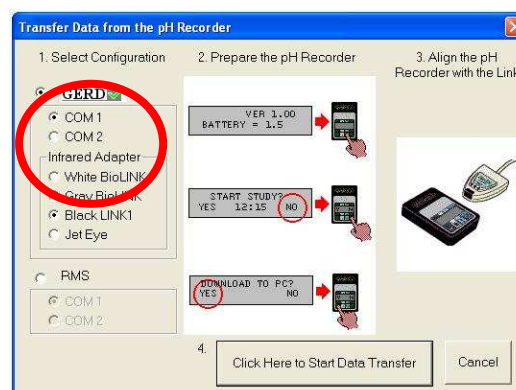 Transfer Data from the pH Recorder
1. Select Configuration
GERD
COM 1
COM 2
Infrared Adapter
White BioLINK
Gray BioLINK
Black LINK1
Jet Eye
RMS
COM 1
COM 2
2. Prepare the pH Recorder
VER 1.00
BATTERY = 1.5
START STUDY?
YES 12:15 NO
DOWNLOAD TO PC?
YES NO
3. Align the pH
Recorder with the Link
4.
Click Here to Start Data Transfer
Cancel